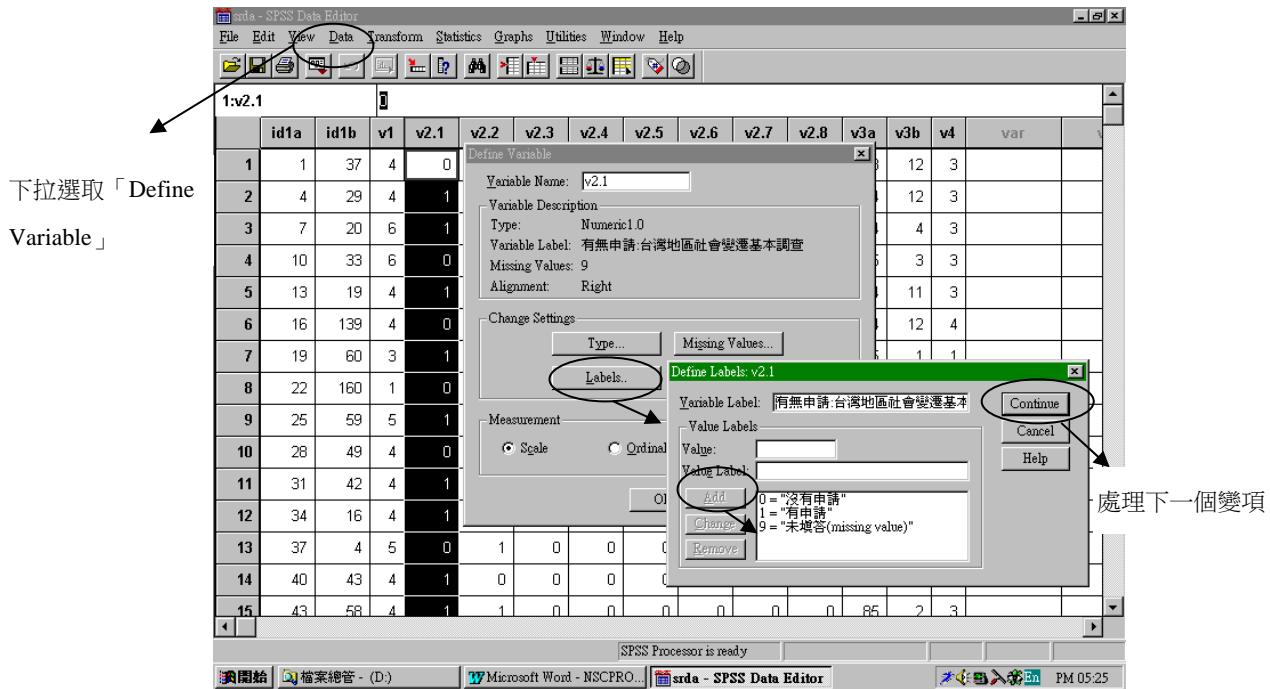 srda - SPSS Data Editor
File Edit View Data Transform Statistics Graphs Utilities Window Help
1:v2.1 0
id1a id1b v1 v2.1 v2.2 v2.3 v2.4 v2.5 v2.6 v2.7 v2.8 v3a v3b v4 var
1 1 37 4 0 12 3
2 4 29 4 1 12 3
3 7 20 6 1 4 3
4 10 33 6 0 3 3
5 13 19 4 1 11 3
6 16 139 4 0 12 4
7 19 60 3 1 1 1
8 22 160 1 0
9 25 59 5 1
10 28 49 4 0
11 31 42 4 1
12 34 16 4 1
13 37 4 5 0 1 0 0
14 40 43 4 1 0 0 0
15 43 58 4 1 1 0 0 0 0 0 0 85 2 3
下拉選取「Define
Variable」
Define Variable
Variable Name: v2.1
Variable Description
Type: Numeric1.0
Variable Label: 有無申請:台灣地區社會變遷基本調查
Missing Values: 9
Alignment: Right
Change Settings
Type... Missing Values...
Labels..
Measurement
Scale Ordinal
Define Labels: v2.1
Variable Label: 有無申請:台灣地區社會變遷基本
Value Labels
Value:
Value Label:
Add
Change
Remove
0 = "沒有申請"
1 = "有申請"
9 = "未填答(missing value)"
Continue
Cancel
Help
處理下一個變項
SPSS Processor is ready
開始 檔案總管 - (D:) Microsoft Word - NSCPRO... srda - SPSS Data Editor En PM 05:25